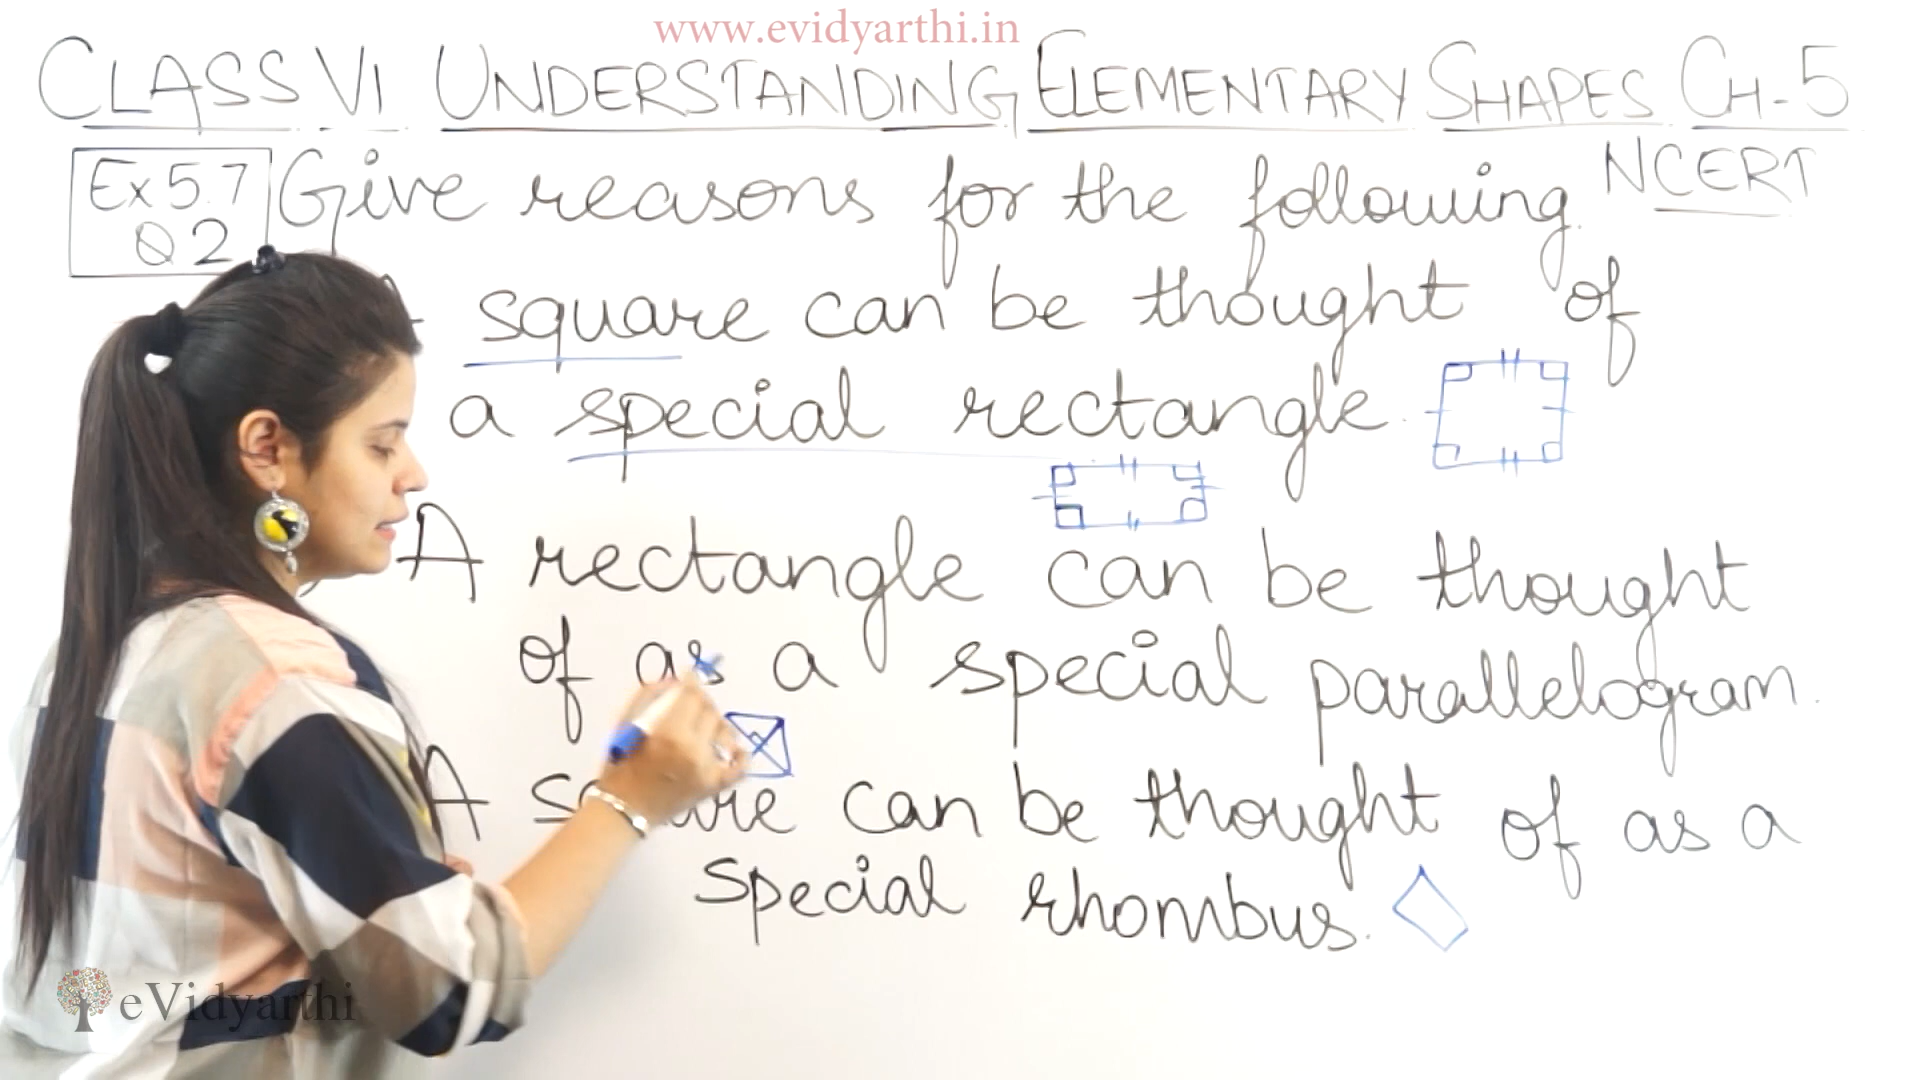 www.evidyarthi.in
CLASS VI UNDERSTANDING ELEMENTARY SHAPES CH-5
NCERT
Ex 5.7
Q2
Give reasons for the following.
square can be thought of
a special rectangle.
A rectangle can be thought
of as a special parallelogram.
A square can be thought of as a
special rhombus.
eVidyarthi